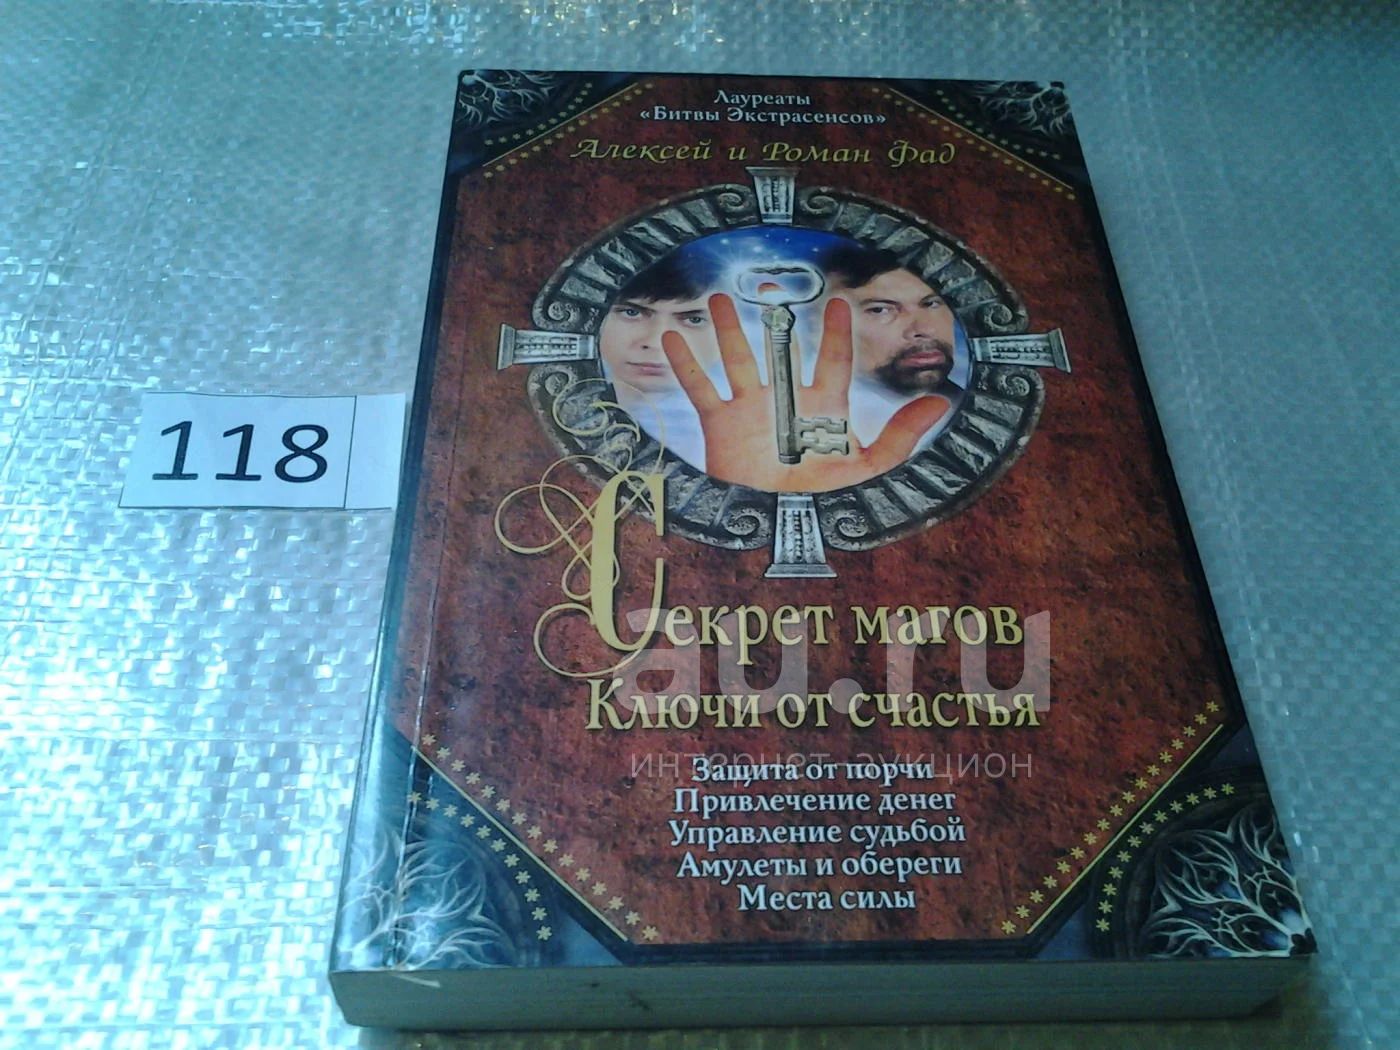 Лауреаты
«Битвы Экстрасенсов»
Алексей и Роман Фад
118
Секрет магов
au.ru
Ключи от счастья
интернет аукцион
Защита от порчи
Привлечение денег
Управление судьбой
Амулеты и обереги
Места силы